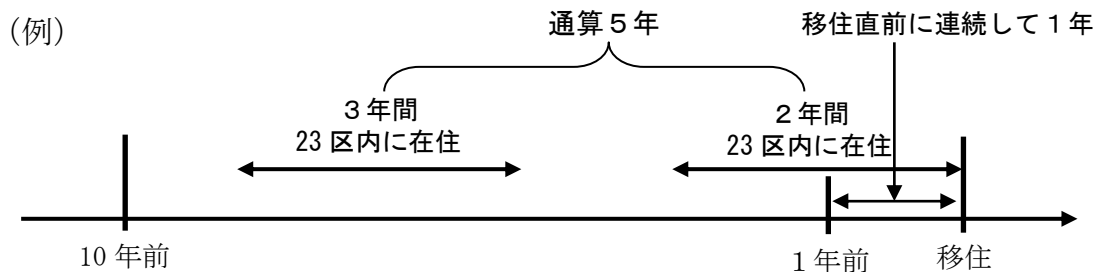 (例)
通算５年
移住直前に連続して１年
３年間
23 区内に在住
２年間
23 区内に在住
10 年前
１年前
移住